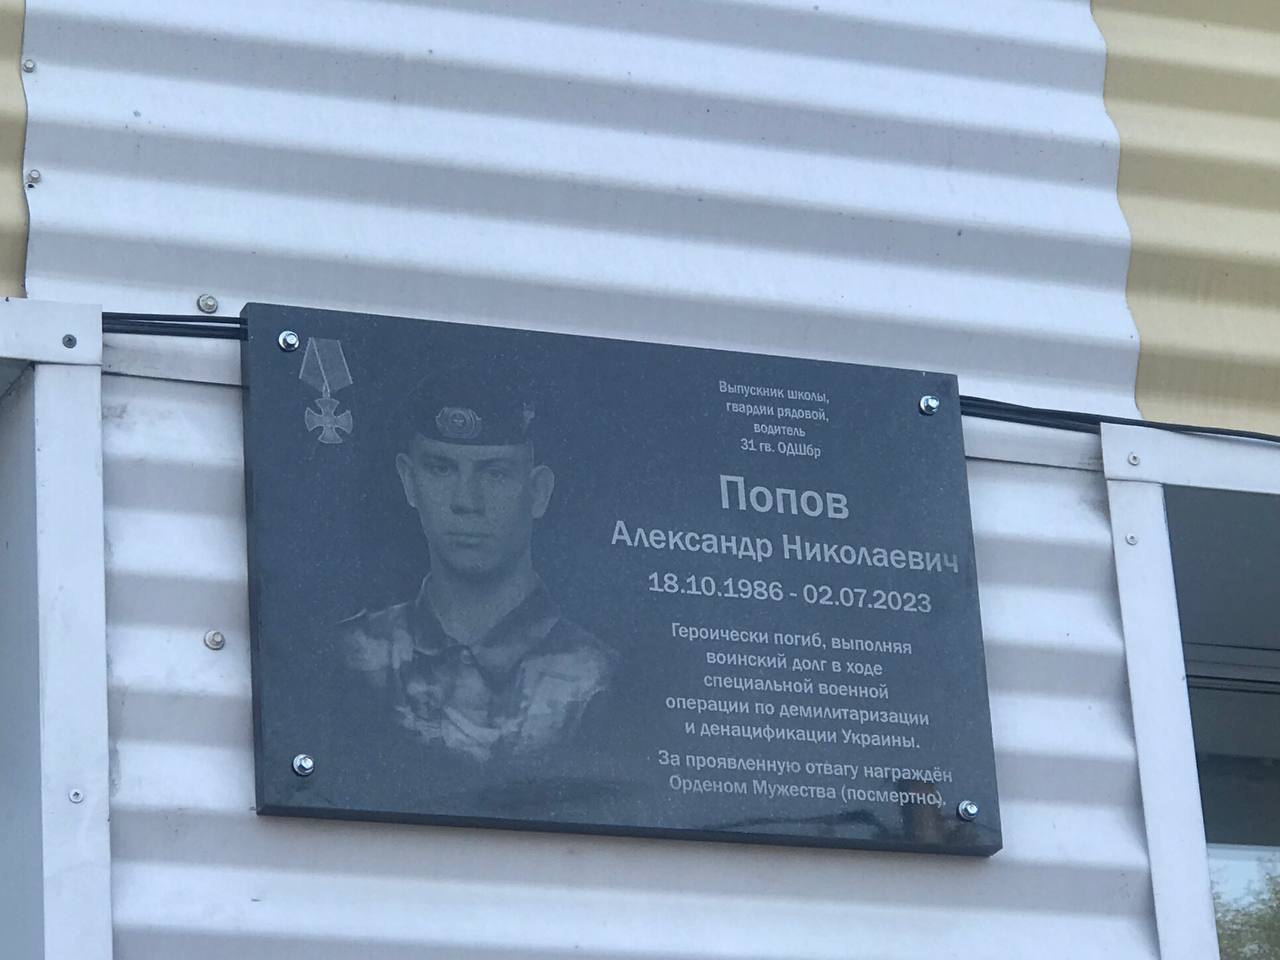 Выпускник школы,
гвардии рядовой,
водитель
31 гв. ОДШбр
Попов
Александр Николаевич
18.10.1986 - 02.07.2023
Героически погиб, выполняя
воинский долг в ходе
специальной военной
операции по демилитаризации
и денацификации Украины.
За проявленную отвагу награждён
Орденом Мужества (посмертно).